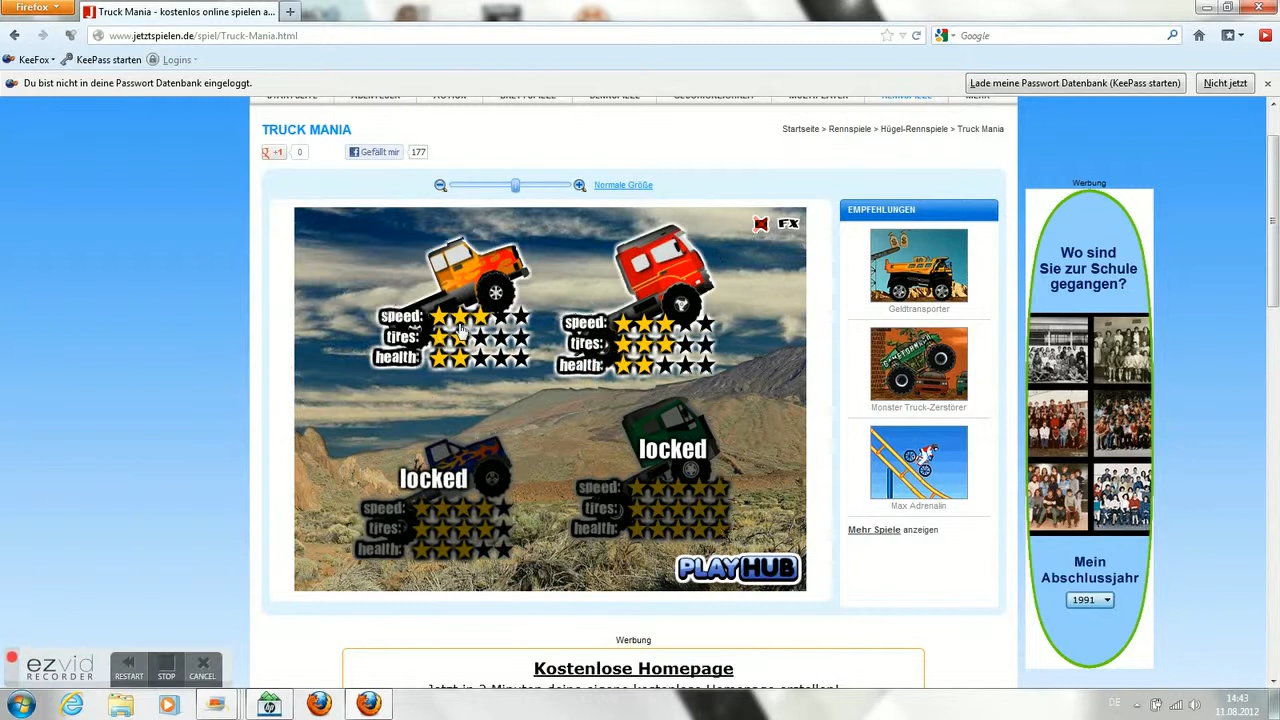 Firefox
Truck Mania - kostenlos online spielen a...
www.jetztspielen.de/spiel/Truck-Mania.html
Google
KeeFox
KeePass starten
Logins
Du bist nicht in deine Passwort Datenbank eingeloggt.
Lade meine Passwort Datenbank (KeePass starten)
Nicht jetzt
TRUCK MANIA
Startseite > Rennspiele > Hügel-Rennspiele > Truck Mania
+1
0
Gefällt mir
177
Normale Größe
FX
speed:
tires:
health:
speed:
tires:
health:
locked
speed:
tires:
health:
locked
speed:
tires:
health:
PLAYHUB
EMPFEHLUNGEN
Geldtransporter
Monster Truck-Zerstörer
Max Adrenalin
Mehr Spiele anzeigen
Werbung
Wo sind
Sie zur Schule
gegangen?
Mein
Abschlussjahr
1991
Werbung
Kostenlose Homepage
ezvid
RECORDER
RESTART
STOP
CANCEL
hp
DE
14:43
11.08.2012